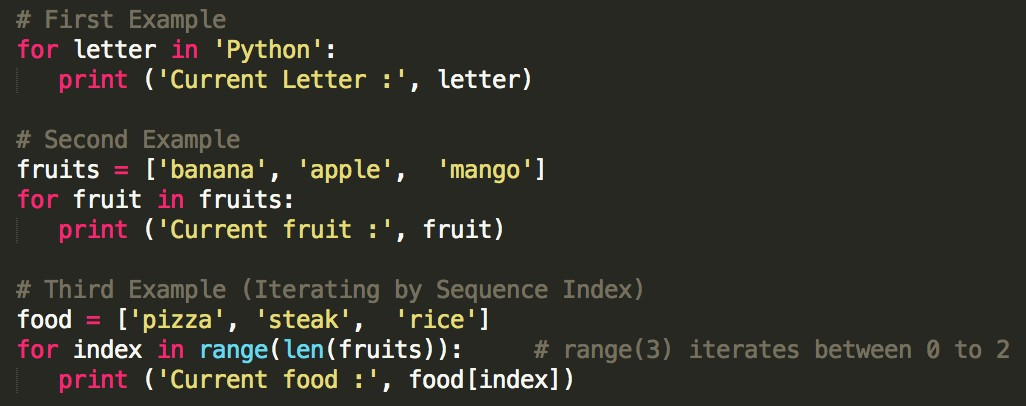 # First Example
for letter in 'Python':
   print ('Current Letter :', letter)

# Second Example
fruits = ['banana', 'apple',  'mango']
for fruit in fruits:
   print ('Current fruit :', fruit)

# Third Example (Iterating by Sequence Index)
food = ['pizza', 'steak',  'rice']
for index in range(len(fruits)):     # range(3) iterates between 0 to 2
   print ('Current food :', food[index])